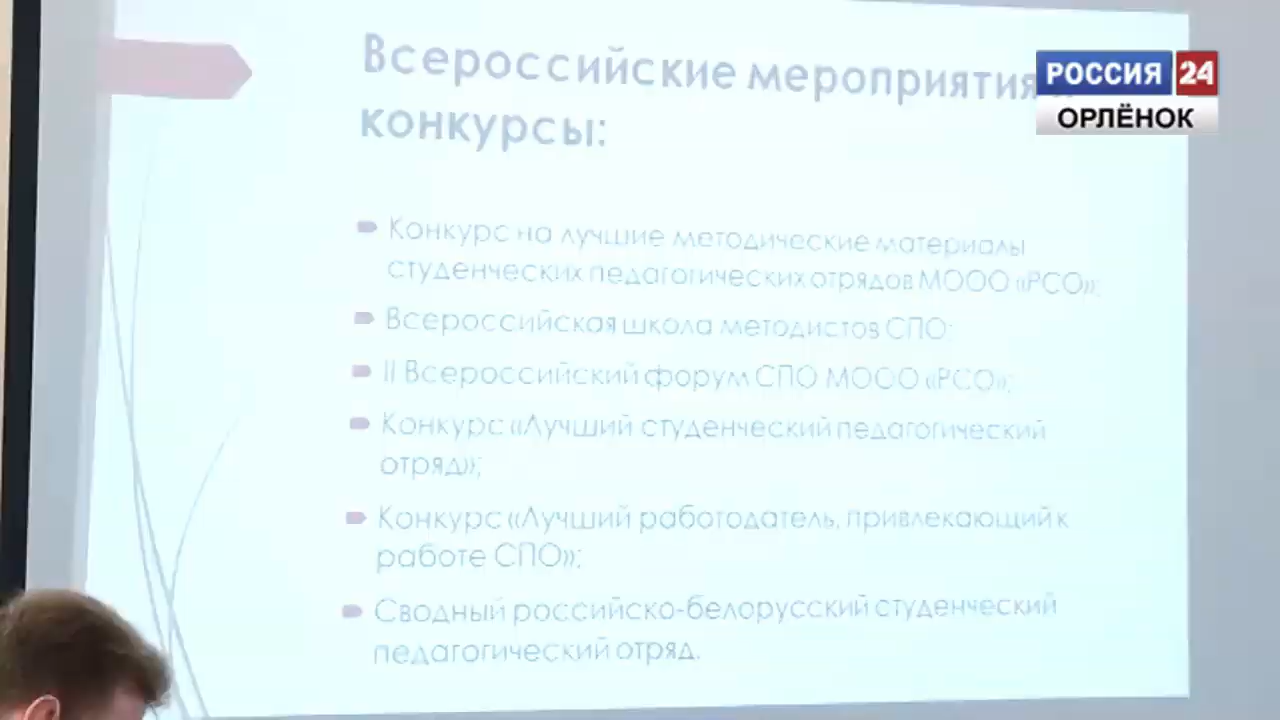 Всероссийские мероприятия
конкурсы:
РОССИЯ 24
ОРЛЁНОК
Конкурс на лучшие методические материалы
студенческих педагогических отрядов МООО «РСО»;
Всероссийская школа методистов СПО;
II Всероссийский форум СПО МООО «РСО»;
Конкурс «Лучший студенческий педагогический
отряд»;
Конкурс «Лучший работодатель, привлекающий к
работе СПО»;
Сводный российско-белорусский студенческий
педагогический отряд.